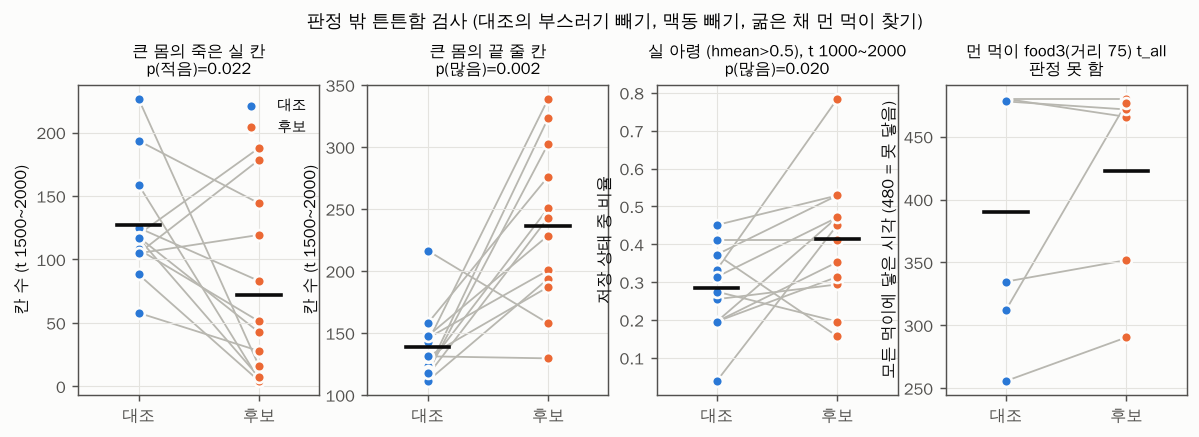 판정 밖 튼튼함 검사 (대조의 부스러기 빼기, 맥동 빼기, 굶은 채 먼 먹이 찾기)
큰 몸의 죽은 실 칸
p(적음)=0.022
칸 수 (t 1500~2000)
200
150
100
50
0
대조
후보
대조
후보
큰 몸의 끝 줄 칸
p(많음)=0.002
칸 수 (t 1500~2000)
350
300
250
200
150
100
대조
후보
실 아령 (hmean>0.5), t 1000~2000
p(많음)=0.020
저장 상태 중 비율
0.8
0.7
0.6
0.5
0.4
0.3
0.2
0.1
대조
후보
먼 먹이 food3(거리 75) t_all
판정 못 함
모든 먹이에 닿은 시각 (480 = 못 닿음)
450
400
350
300
250
대조
후보